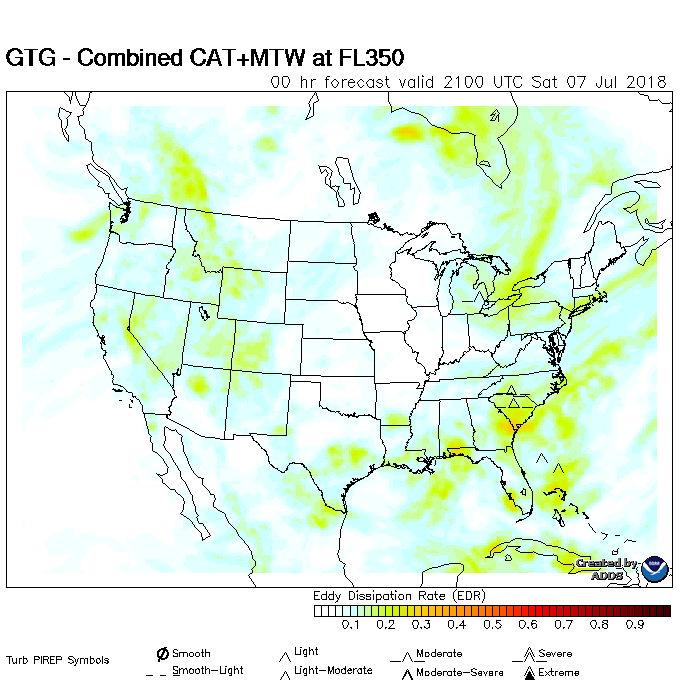 GTG - Combined CAT+MTW at FL350
00 hr forecast valid 2100 UTC Sat 07 Jul 2018
Created by
ADDS
Eddy Dissipation Rate (EDR)
0.1 0.2 0.3 0.4 0.5 0.6 0.7 0.8 0.9
Turb PIREP Symbols
Smooth Light Moderate Severe
Smooth-Light Light-Moderate Moderate-Severe Extreme